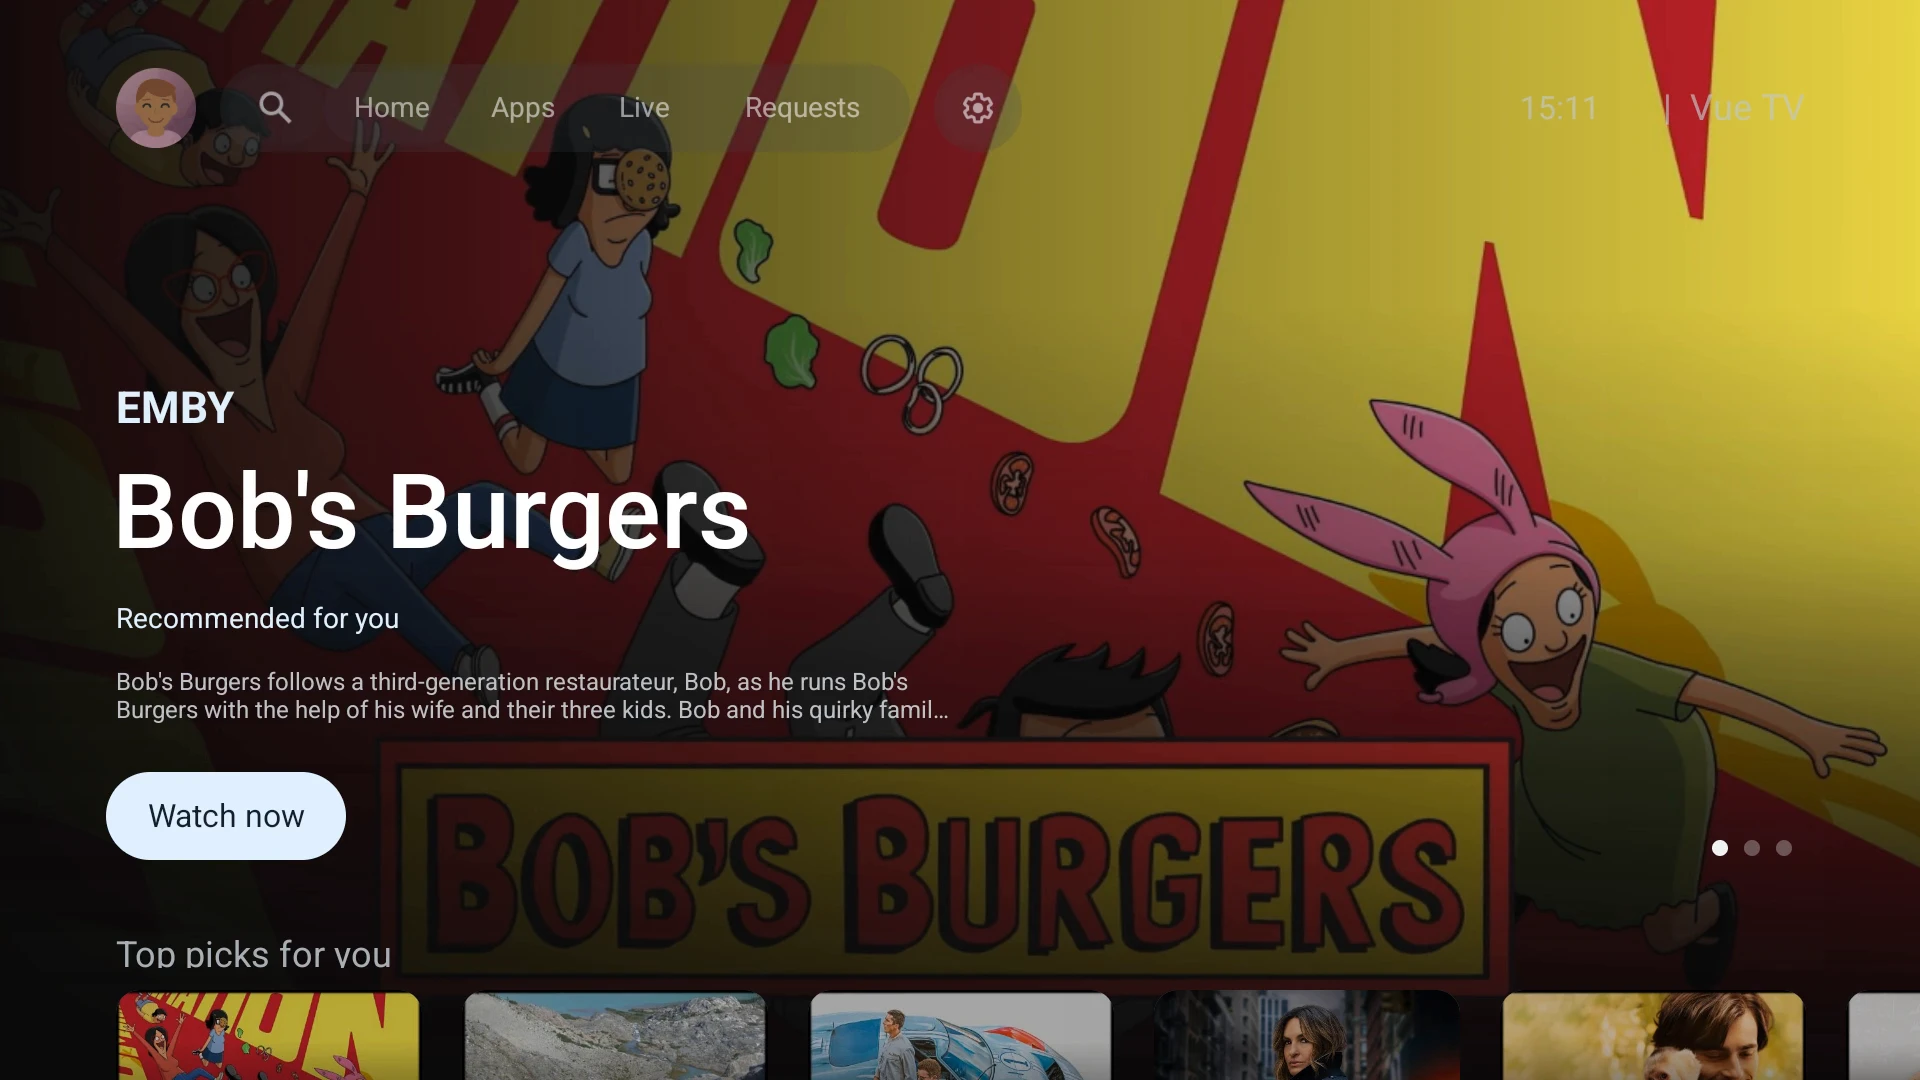 Home
Apps
Live
Requests
15:11
| Vue TV
EMBY
Bob's Burgers
Recommended for you
Bob's Burgers follows a third-generation restaurateur, Bob, as he runs Bob's
Burgers with the help of his wife and their three kids. Bob and his quirky famil...
Watch now
BOB'S BURGERS
Top picks for you